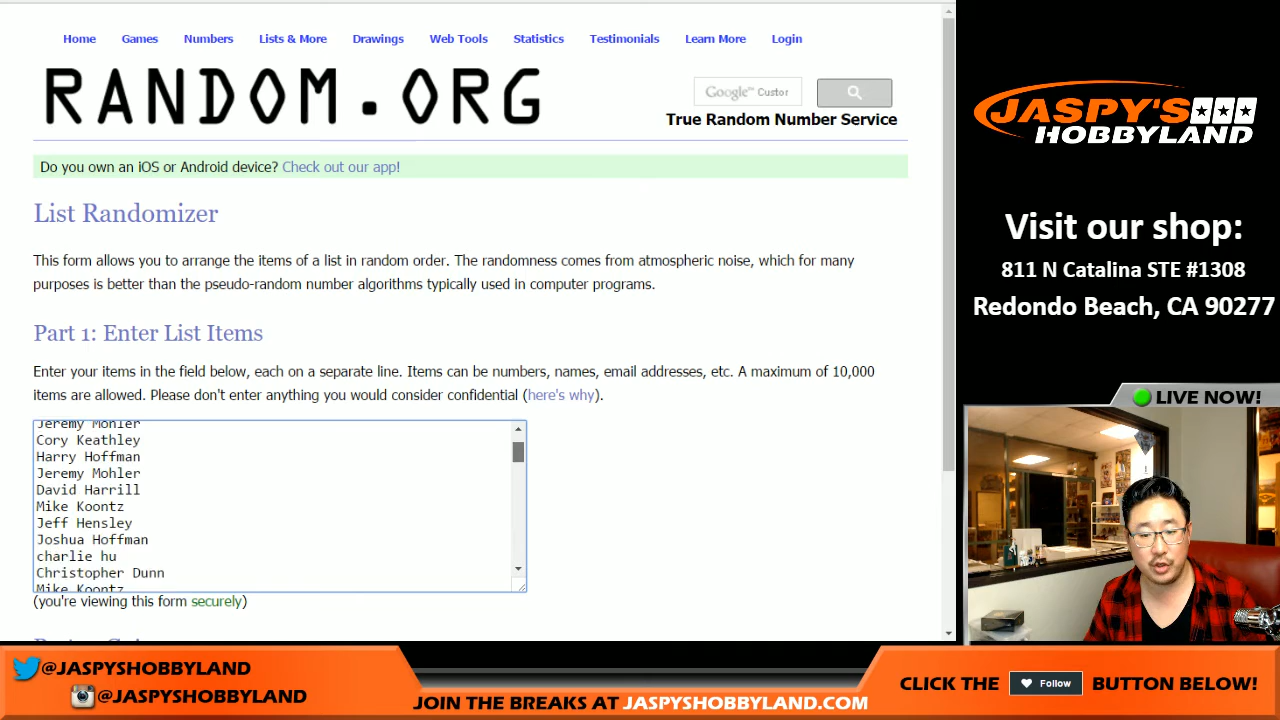 Home Games Numbers Lists & More Drawings Web Tools Statistics Testimonials Learn More Login
RANDOM.ORG
Google™ Custor
True Random Number Service
Do you own an iOS or Android device? Check out our app!
List Randomizer
This form allows you to arrange the items of a list in random order. The randomness comes from atmospheric noise, which for many
purposes is better than the pseudo-random number algorithms typically used in computer programs.
Part 1: Enter List Items
Enter your items in the field below, each on a separate line. Items can be numbers, names, email addresses, etc. A maximum of 10,000
items are allowed. Please don't enter anything you would consider confidential (here's why).
Jeremy Mohler
Cory Keathley
Harry Hoffman
Jeremy Mohler
David Harrill
Mike Koontz
Jeff Hensley
Joshua Hoffman
charlie hu
Christopher Dunn
Mike Koontz
(you're viewing this form securely)
JASPY'S
HOBBYLAND
Visit our shop:
811 N Catalina STE #1308
Redondo Beach, CA 90277
LIVE NOW!
@JASPYSHOBBYLAND
@JASPYSHOBBYLAND
JOIN THE BREAKS AT JASPYSHOBBYLAND.COM
CLICK THE Follow BUTTON BELOW!